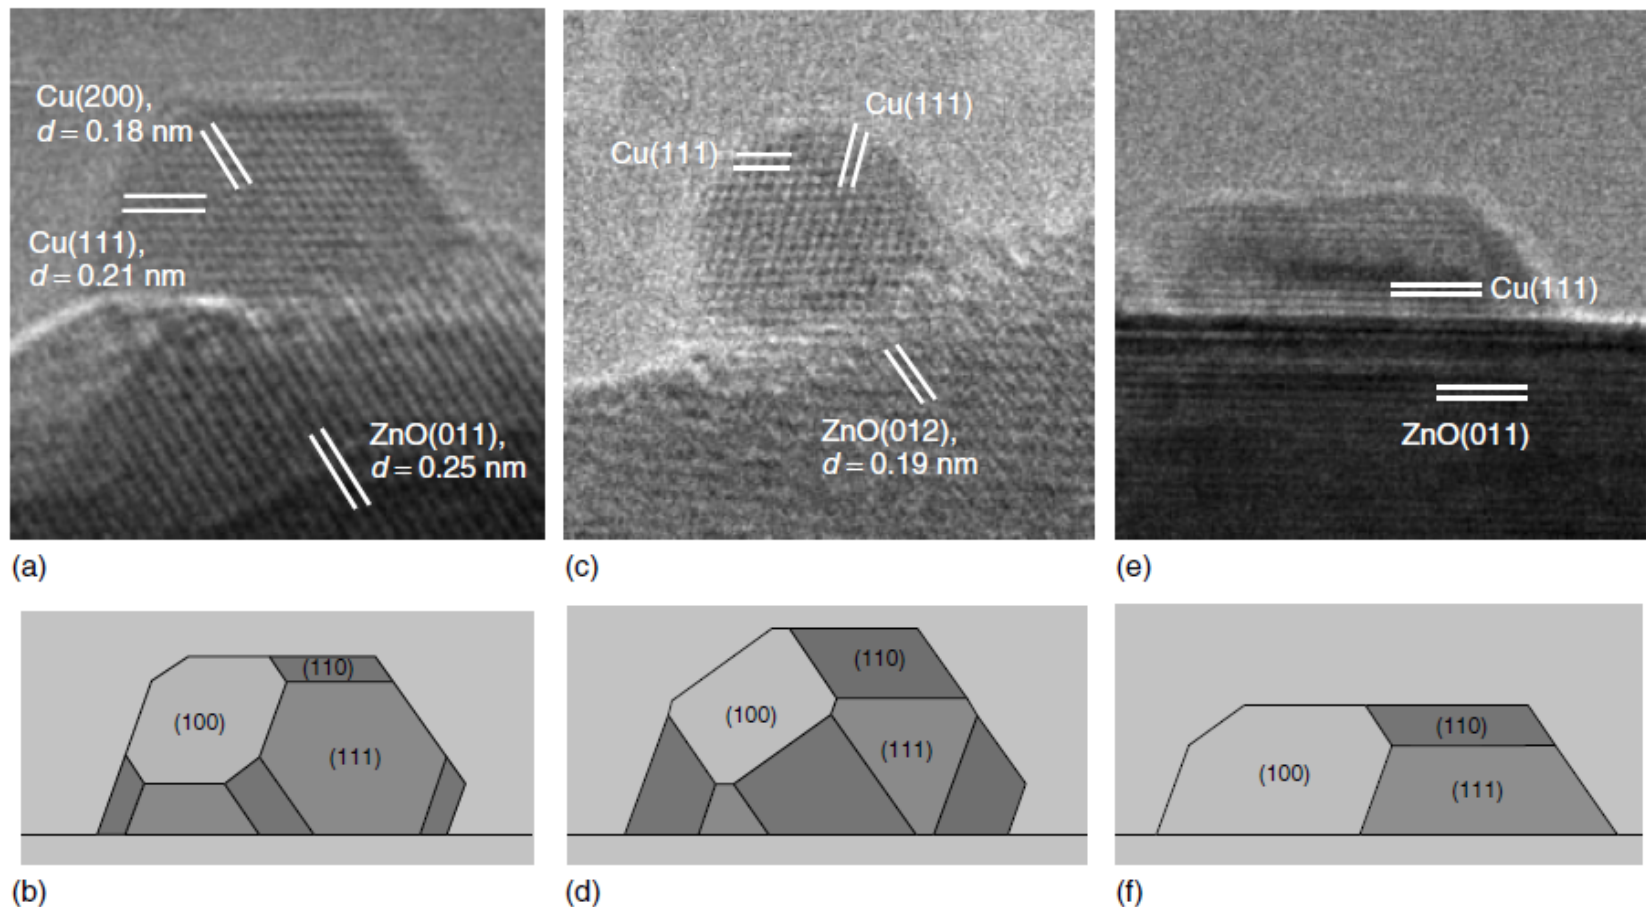 Cu(200),
d = 0.18 nm
Cu(111),
d = 0.21 nm
ZnO(011),
d = 0.25 nm
(a)
Cu(111)
Cu(111)
ZnO(012),
d = 0.19 nm
(c)
Cu(111)
ZnO(011)
(e)
(110)
(100)
(111)
(b)
(110)
(100)
(111)
(d)
(110)
(100)
(111)
(f)